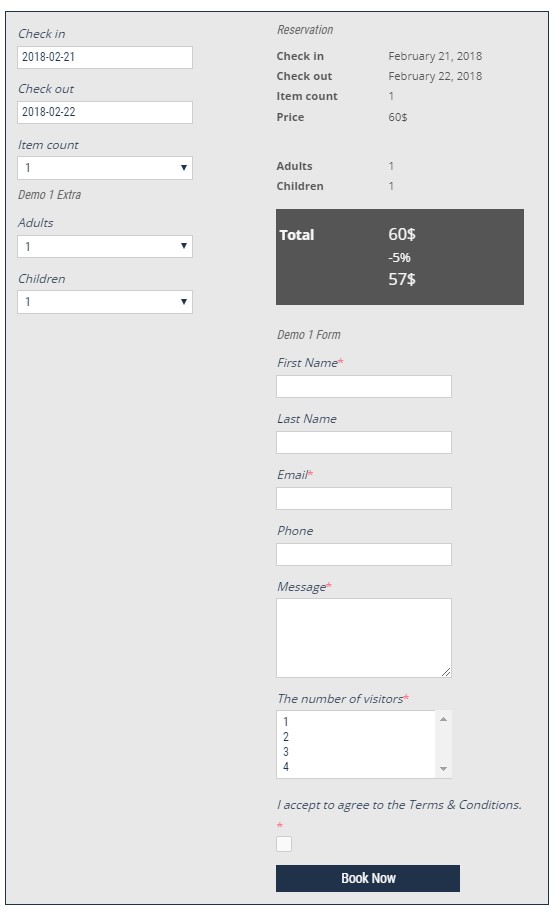 Check in
2018-02-21
Check out
2018-02-22
Item count
1
Demo 1 Extra
Adults
1
Children
1
Reservation
Check in February 21, 2018
Check out February 22, 2018
Item count 1
Price 60$
Adults 1
Children 1
Total 60$
-5%
57$
Demo 1 Form
First Name*
Last Name
Email*
Phone
Message*
The number of visitors*
1
2
3
4
I accept to agree to the Terms & Conditions.
*
Book Now